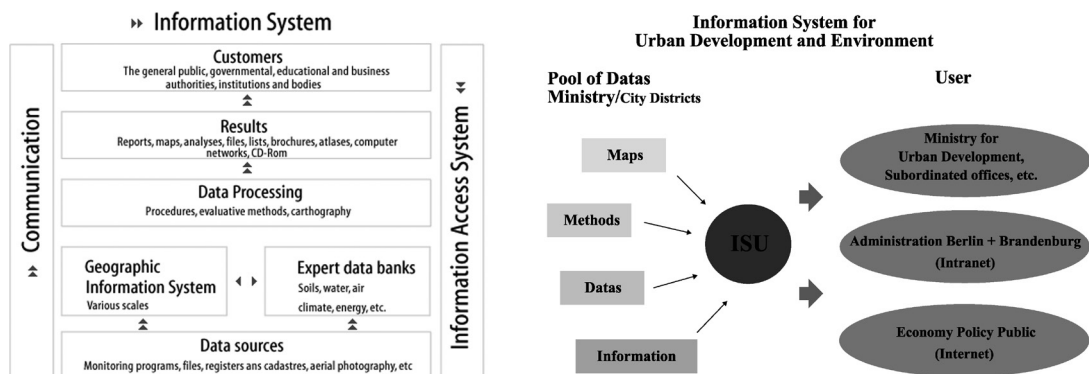 Information System
Communication
Customers
The general public, governmental, educational and business
authorities, institutions and bodies
Results
Reports, maps, analyses, files, lists, brochures, atlases, computer
networks, CD-Rom
Data Processing
Procedures, evaluative methods, carthography
Geographic
Information System
Various scales
Expert data banks
Soils, water, air
climate, energy, etc.
Data sources
Monitoring programs, files, registers ans cadastres, aerial photography, etc
Information Access System
Information System for
Urban Development and Environment
Pool of Datas
Ministry/City Districts
User
Maps
Methods
Datas
Information
ISU
Ministry for
Urban Development,
Subordinated offices, etc.
Administration Berlin + Brandenburg
(Intranet)
Economy Policy Public
(Internet)